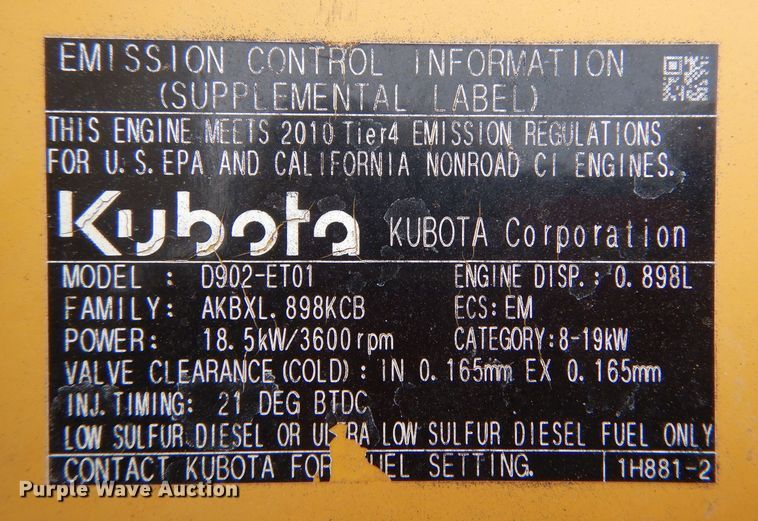 EMISSION CONTROL INFORMATION
(SUPPLEMENTAL LABEL)
THIS ENGINE MEETS 2010 Tier4 EMISSION REGULATIONS
FOR U.S.EPA AND CALIFORNIA NONROAD CI ENGINES.
Kubota KUBOTA Corporation
MODEL : D902-ET01 ENGINE DISP.: 0.898L
FAMILY: AKBXL.898KCB ECS:EM
POWER: 18.5kW/3600rpm CATEGORY:8-19kW
VALVE CLEARANCE(COLD): IN 0.165mm EX 0.165mm
INJ.TIMING: 21 DEG BTDC
LOW SULFUR DIESEL OR ULTRA LOW SULFUR DIESEL FUEL ONLY
CONTACT KUBOTA FOR FUEL SETTING. 1H881-2
Purple Wave Auction